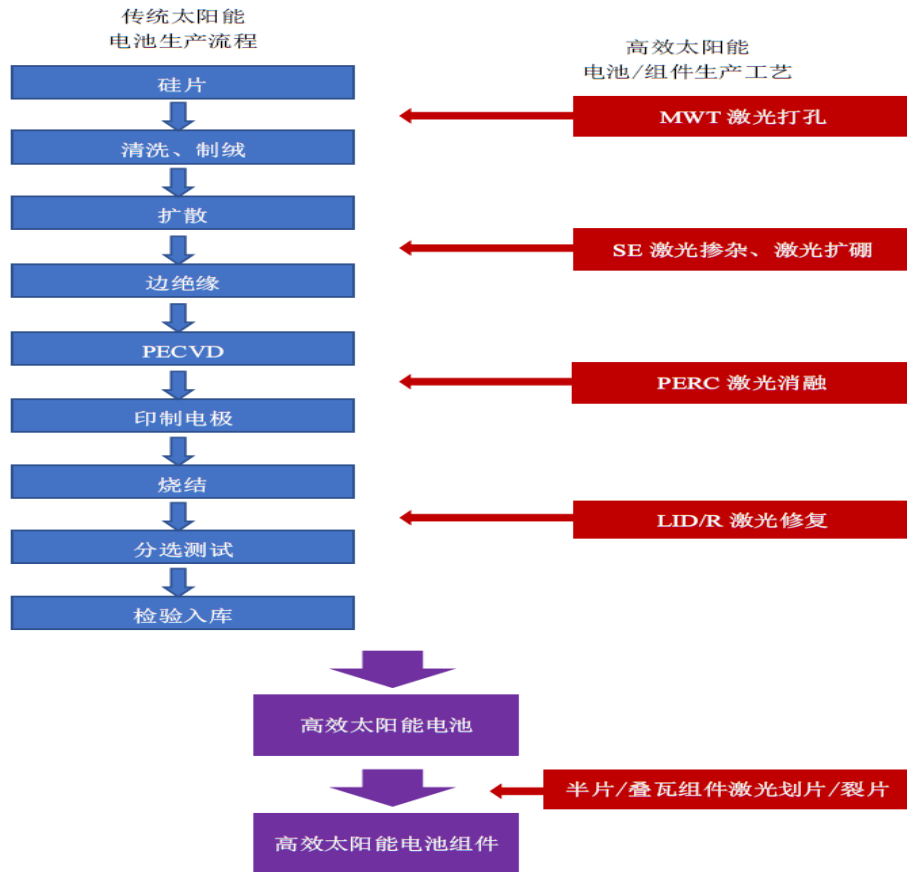 传统太阳能
电池生产流程
高效太阳能
电池/组件生产工艺
硅片
MWT 激光打孔
清洗、制绒
扩散
SE 激光掺杂、激光扩硼
边绝缘
PECVD
PERC 激光消融
印制电极
烧结
LID/R 激光修复
分选测试
检验入库
高效太阳能电池
半片/叠瓦组件激光划片/裂片
高效太阳能电池组件